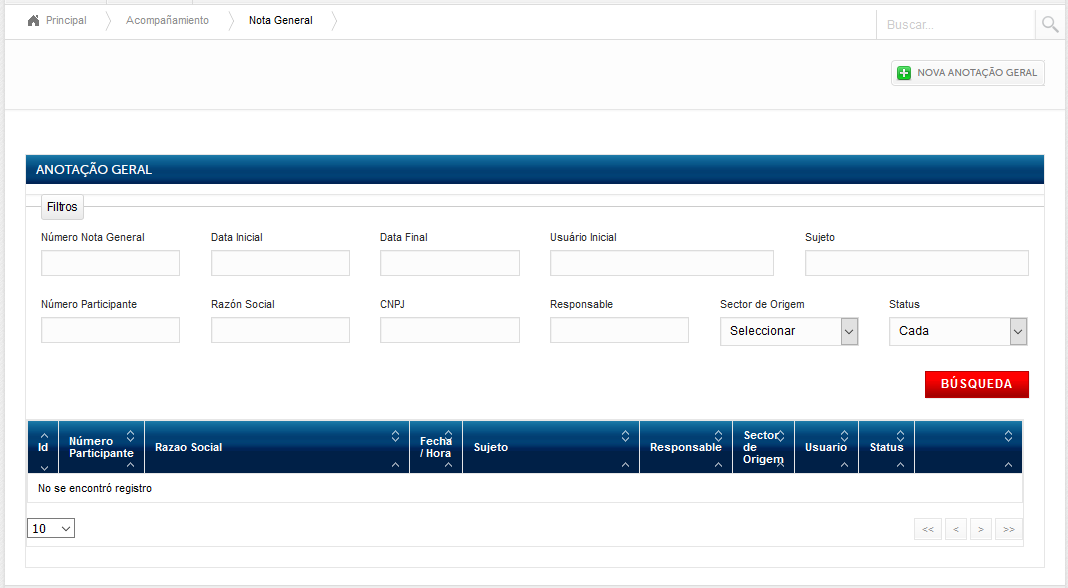 Principal Acompañamiento Nota General Buscar...
NOVA ANOTAÇÃO GERAL
ANOTAÇÃO GERAL
Filtros
Número Nota General Data Inicial Data Final Usuário Inicial Sujeto
Número Participante Razón Social CNPJ Responsable Sector de Origem Status
Seleccionar Cada
BÚSQUEDA
Id Número Participante Razao Social Fecha / Hora Sujeto Responsable Sector de Origem Usuario Status
No se encontró registro
10 << < > >>